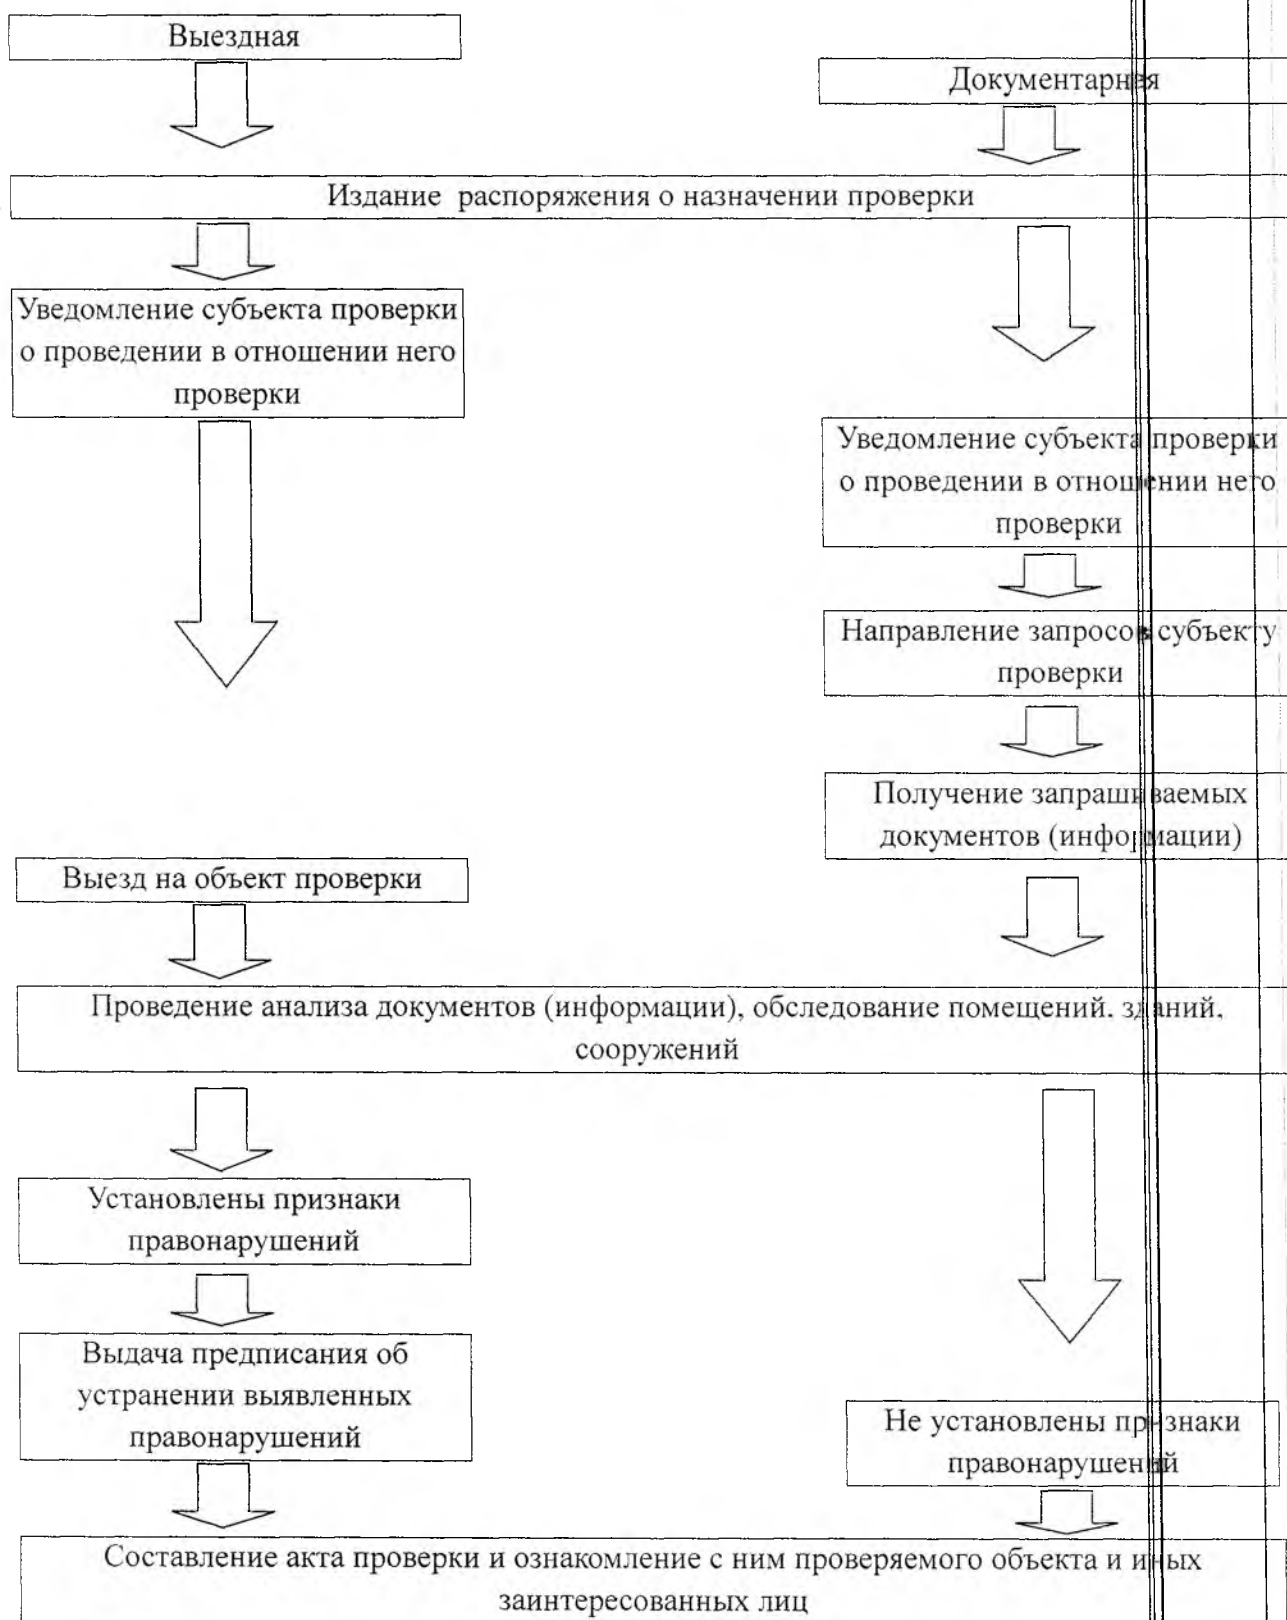 Выездная
Документарная
Издание распоряжения о назначении проверки
Уведомление субъекта проверки
о проведении в отношении него
проверки
Уведомление субъекта проверки
о проведении в отношении него
проверки
Направление запросов субъекту
проверки
Получение запрашиваемых
документов (информации)
Выезд на объект проверки
Проведение анализа документов (информации), обследование помещений, зданий,
сооружений
Установлены признаки
правонарушений
Выдача предписания об
устранении выявленных
правонарушений
Не установлены признаки
правонарушений
Составление акта проверки и ознакомление с ним проверяемого объекта и иных
заинтересованных лиц